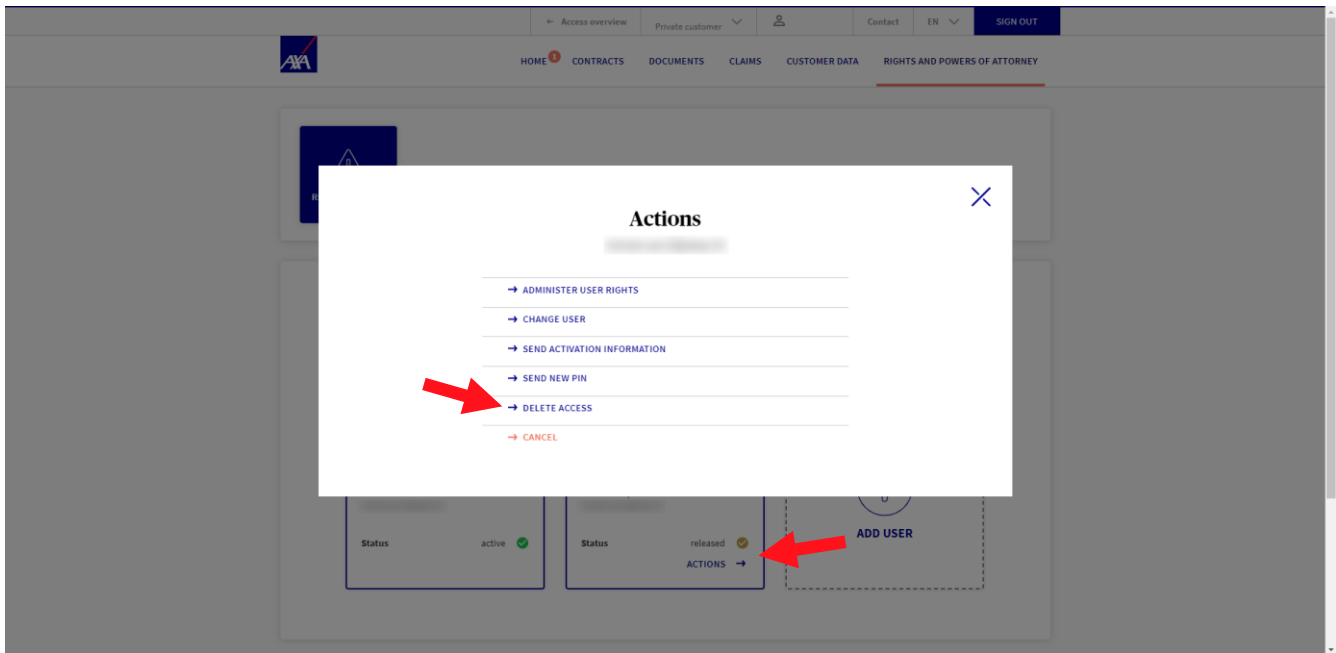 ← Access overview
Private customer
Contact
EN
SIGN OUT
AXA
HOME 1
CONTRACTS
DOCUMENTS
CLAIMS
CUSTOMER DATA
RIGHTS AND POWERS OF ATTORNEY
Actions
→ ADMINISTER USER RIGHTS
→ CHANGE USER
→ SEND ACTIVATION INFORMATION
→ SEND NEW PIN
→ DELETE ACCESS
→ CANCEL
Status active
Status released
ACTIONS →
ADD USER